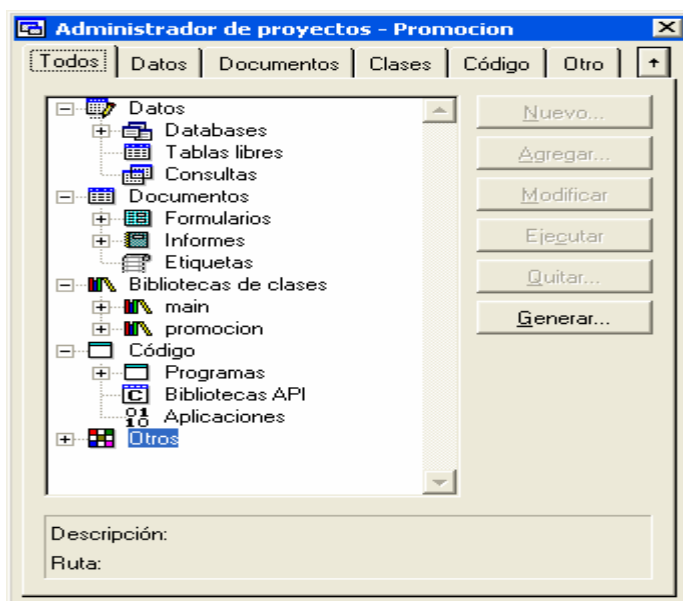 Administrador de proyectos - Promocion
Todos Datos Documentos Clases Código Otro
Datos
Databases
Tablas libres
Consultas
Documentos
Formularios
Informes
Etiquetas
Bibliotecas de clases
main
promocion
Código
Programas
Bibliotecas API
Aplicaciones
Otros
Nuevo...
Agregar...
Modificar
Ejecutar
Quitar...
Generar...
Descripción:
Ruta: